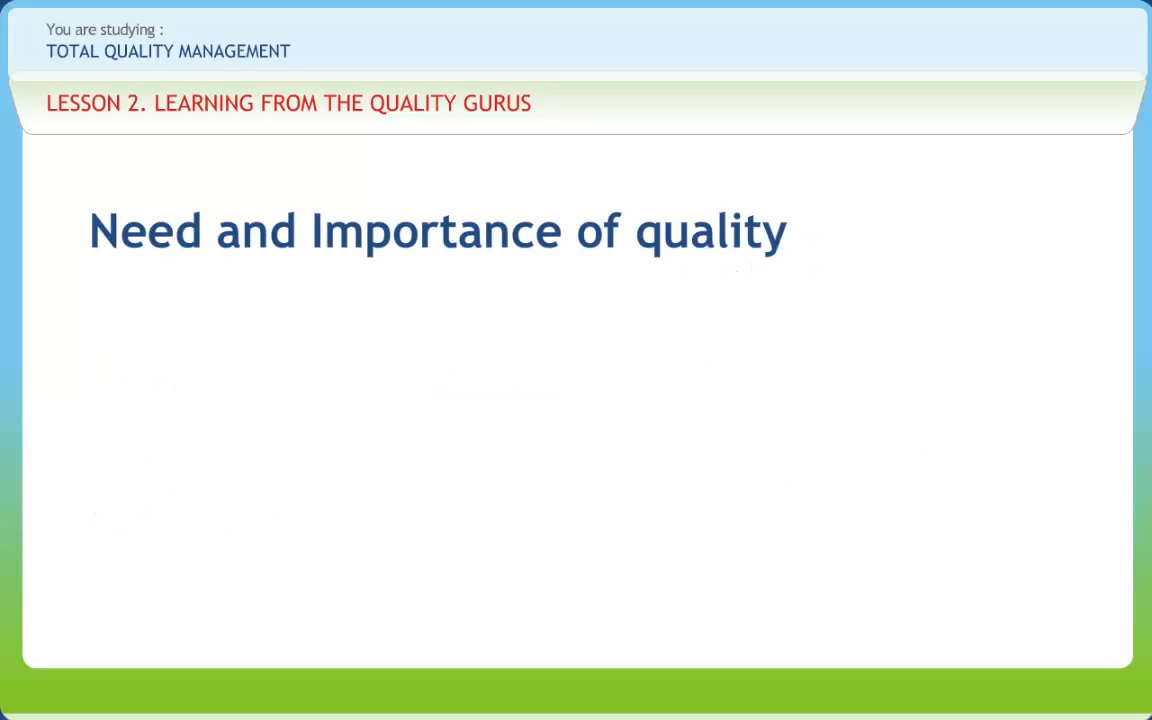 You are studying :
TOTAL QUALITY MANAGEMENT
LESSON 2. LEARNING FROM THE QUALITY GURUS
Need and Importance of quality